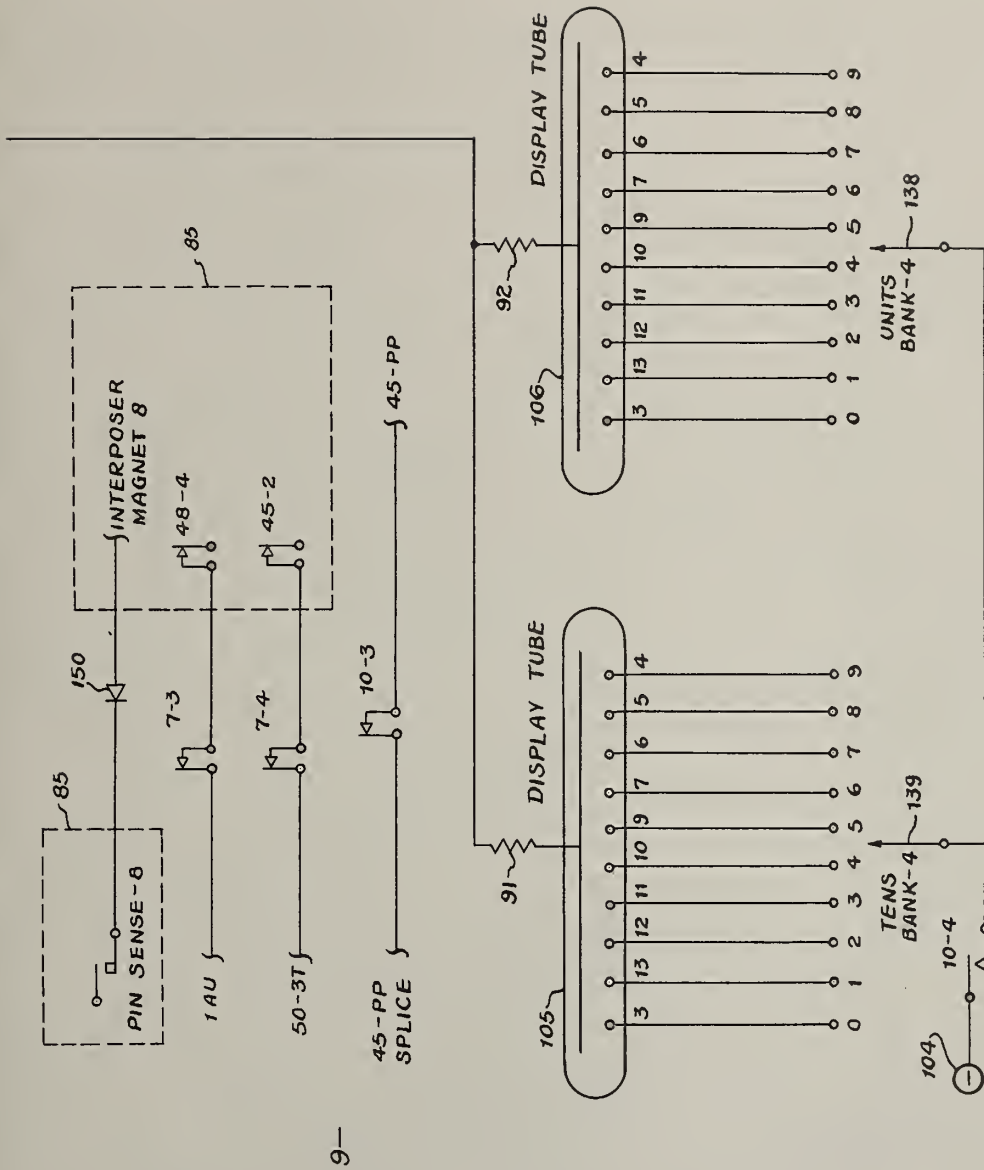 85
INTERPOSER
MAGNET 8
150
85
PIN SENSE-8
48-4
7-3
1 AU
45-2
7-4
50-3T
10-3
45-PP
45-PP
SPLICE
9—
91
92
DISPLAY TUBE
105
3 13 12 11 10 9 7 6 5 4
0 1 2 3 4 5 6 7 8 9
TENS
BANK-4
139
DISPLAY TUBE
106
3 13 12 11 10 9 7 6 5 4
0 1 2 3 4 5 6 7 8 9
UNITS
BANK-4
138
104
10-4